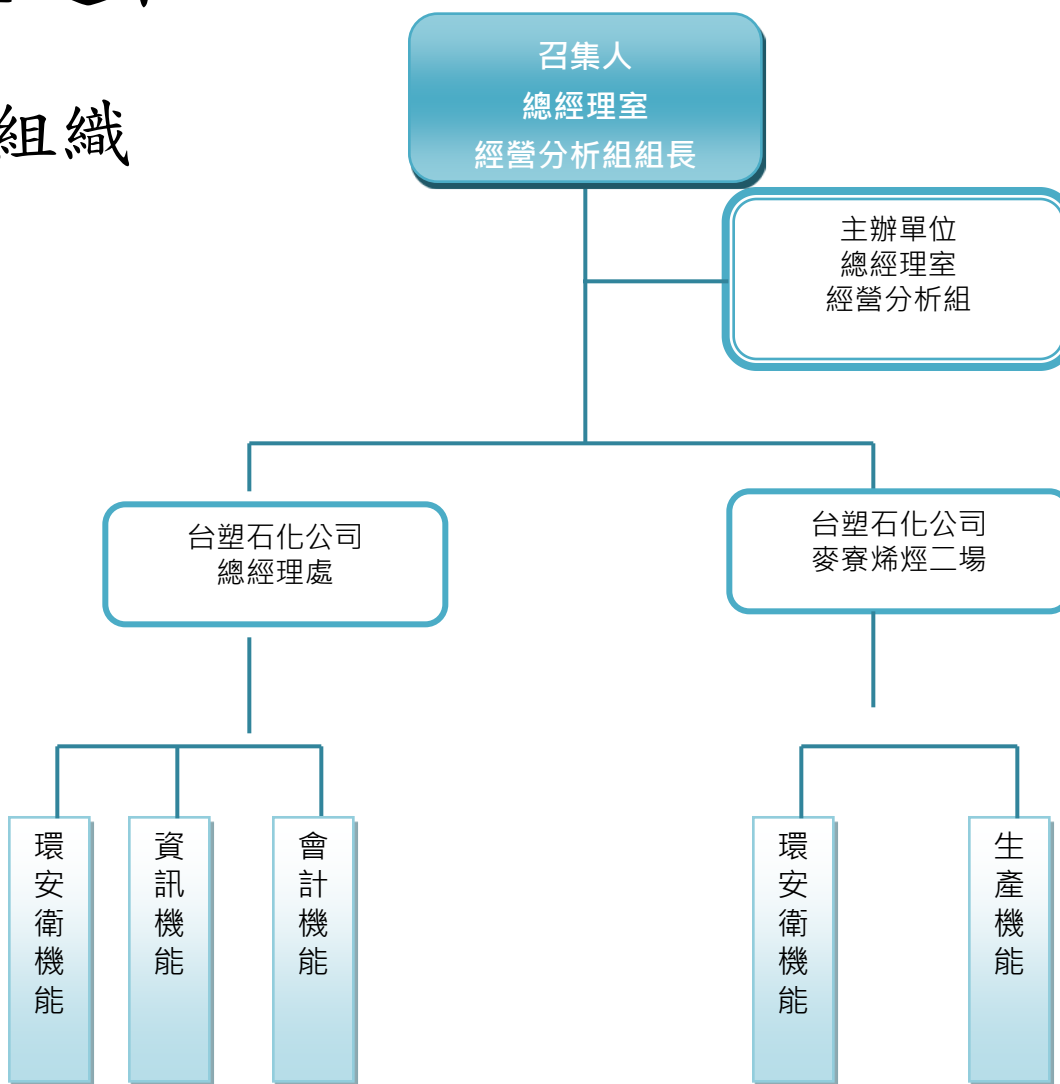 組織
召集人
總經理室
經營分析組組長
主辦單位
總經理室
經營分析組
台塑石化公司
總經理處
台塑石化公司
麥寮烯烴二場
環安衛機能
資訊機能
會計機能
環安衛機能
生產機能